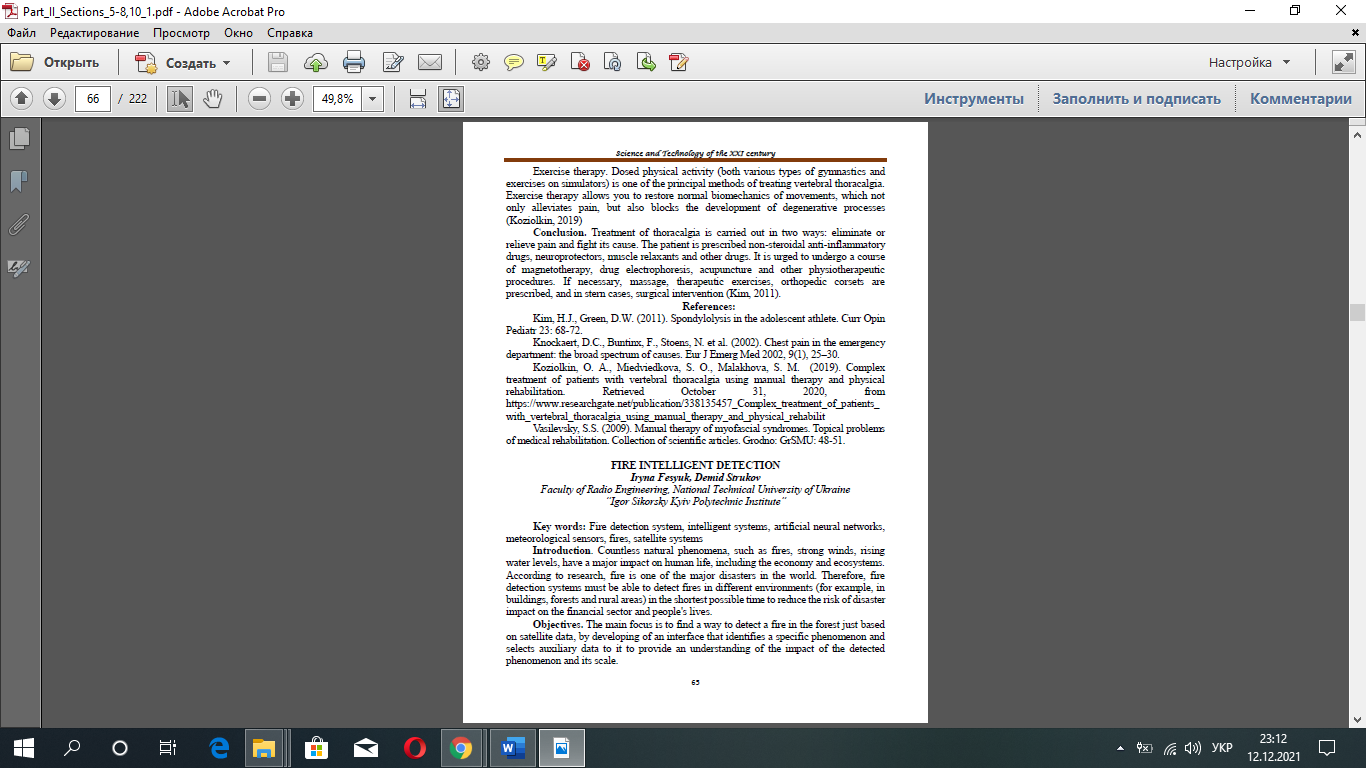 Part_II_Sections_5-8,10_1.pdf - Adobe Acrobat Pro
Файл Редактирование Просмотр Окно Справка
Открыть Создать Настройка
66 / 222 49,8% Инструменты Заполнить и подписать Комментарии
Science and Technology of the XXI century
Exercise therapy. Dosed physical activity (both various types of gymnastics and
exercises on simulators) is one of the principal methods of treating vertebral thoracalgia.
Exercise therapy allows you to restore normal biomechanics of movements, which not
only alleviates pain, but also blocks the development of degenerative processes
(Koziolkin, 2019)
Conclusion. Treatment of thoracalgia is carried out in two ways: eliminate or
relieve pain and fight its cause. The patient is prescribed non-steroidal anti-inflammatory
drugs, neuroprotectors, muscle relaxants and other drugs. It is urged to undergo a course
of magnetotherapy, drug electrophoresis, acupuncture and other physiotherapeutic
procedures. If necessary, massage, therapeutic exercises, orthopedic corsets are
prescribed, and in stern cases, surgical intervention (Kim, 2011).
References:
Kim, H.J., Green, D.W. (2011). Spondylolysis in the adolescent athlete. Curr Opin
Pediatr 23: 68-72.
Knockaert, D.C., Buntinx, F., Stoens, N. et al. (2002). Chest pain in the emergency
department: the broad spectrum of causes. Eur J Emerg Med 2002, 9(1), 25–30.
Koziolkin, O. A., Miedviedkova, S. O., Malakhova, S. M. (2019). Complex
treatment of patients with vertebral thoracalgia using manual therapy and physical
rehabilitation. Retrieved October 31, 2020, from
https://www.researchgate.net/publication/338135457_Complex_treatment_of_patients_
with_vertebral_thoracalgia_using_manual_therapy_and_physical_rehabilit
Vasilevsky, S.S. (2009). Manual therapy of myofascial syndromes. Topical problems
of medical rehabilitation. Collection of scientific articles. Grodno: GrSMU: 48-51.
FIRE INTELLIGENT DETECTION
Iryna Fesyuk, Demid Strukov
Faculty of Radio Engineering, National Technical University of Ukraine
“Igor Sikorsky Kyiv Polytechnic Institute”
Key words: Fire detection system, intelligent systems, artificial neural networks,
meteorological sensors, fires, satellite systems
Introduction. Countless natural phenomena, such as fires, strong winds, rising
water levels, have a major impact on human life, including the economy and ecosystems.
According to research, fire is one of the major disasters in the world. Therefore, fire
detection systems must be able to detect fires in different environments (for example, in
buildings, forests and rural areas) in the shortest possible time to reduce the risk of disaster
impact on the financial sector and people's lives.
Objectives. The main focus is to find a way to detect a fire in the forest just based
on satellite data, by developing of an interface that identifies a specific phenomenon and
selects auxiliary data to it to provide an understanding of the impact of the detected
phenomenon and its scale.
65
УКР
23:12
12.12.2021